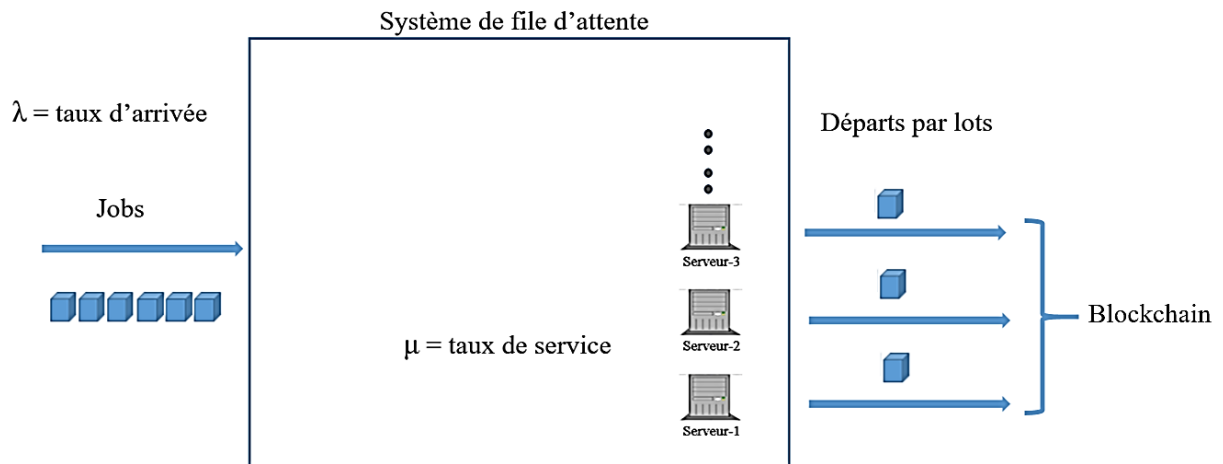 Système de file d’attente
λ = taux d’arrivée
Départs par lots
Jobs
Serveur-3
Serveur-2
Serveur-1
μ = taux de service
Blockchain